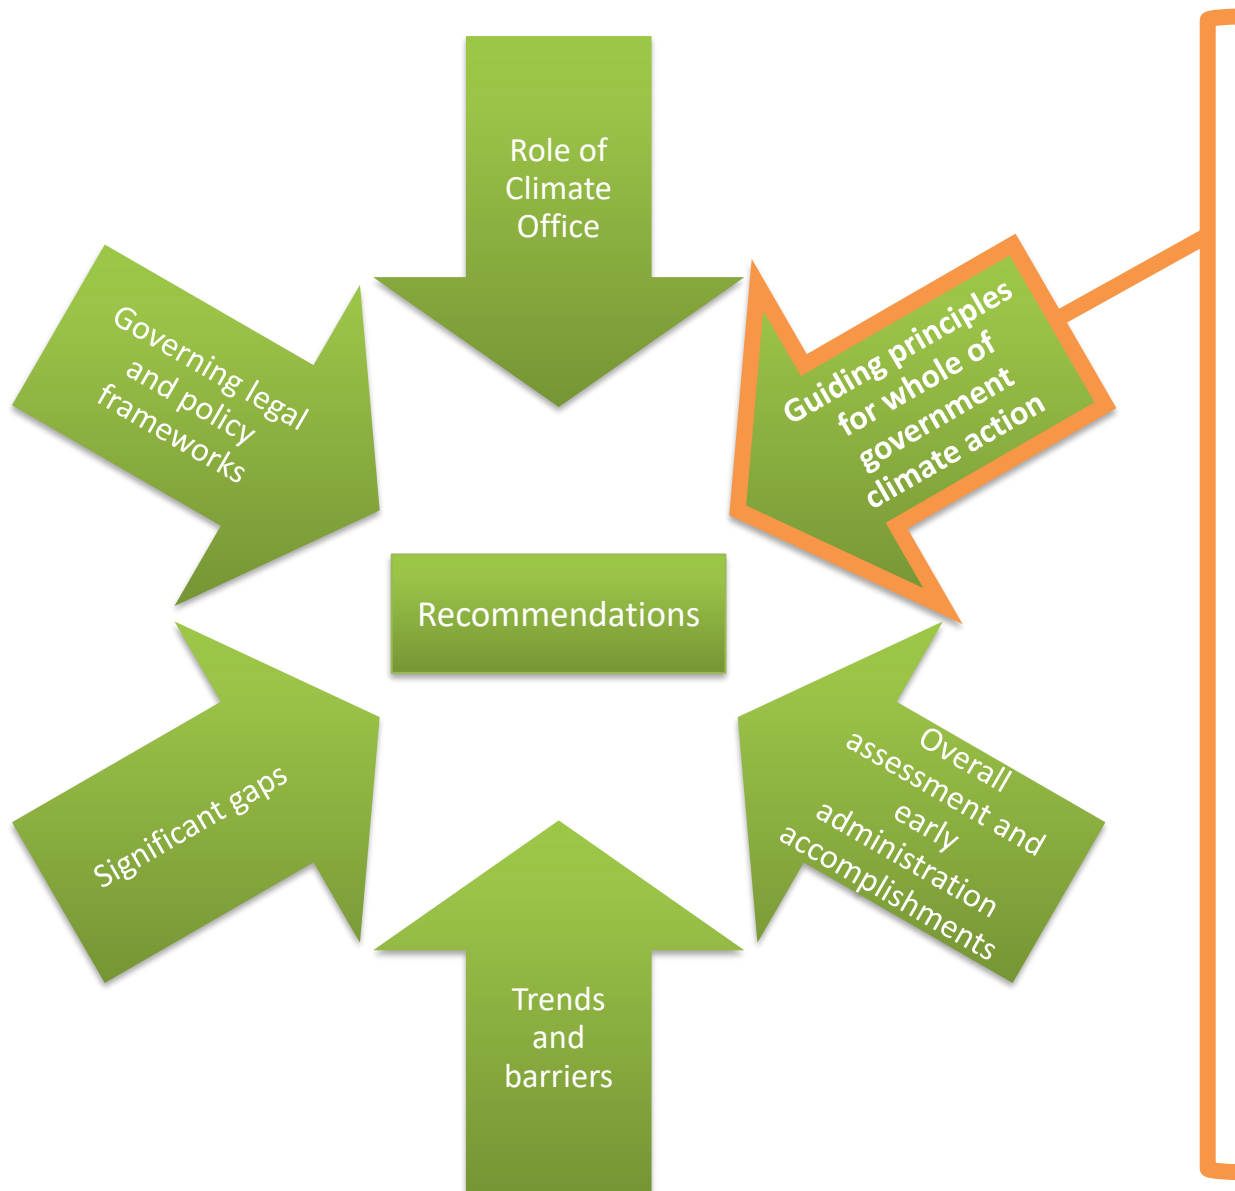 Role of
Climate
Office
Guiding principles
for whole of
government
climate action
Overall
assessment and
early
administration
accomplishments
Trends
and
barriers
Significant gaps
Governing legal
and policy
frameworks
Recommendations